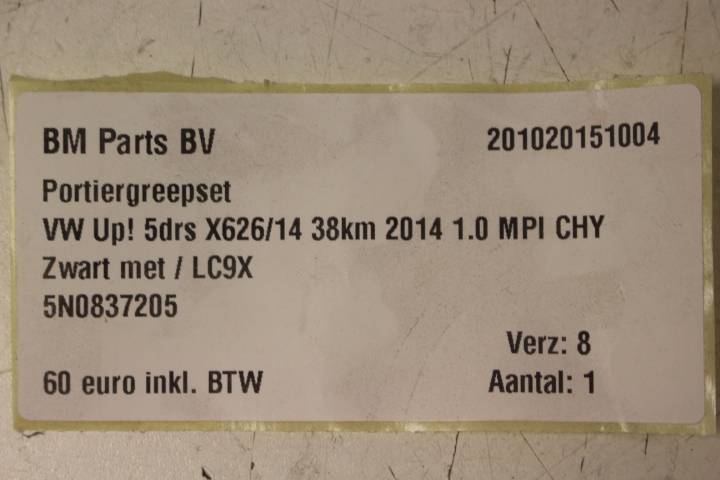 BM Parts BV 201020151004
Portiergreepset
VW Up! 5drs X626/14 38km 2014 1.0 MPI CHY
Zwart met / LC9X
5N0837205
Verz: 8
60 euro inkl. BTW Aantal: 1